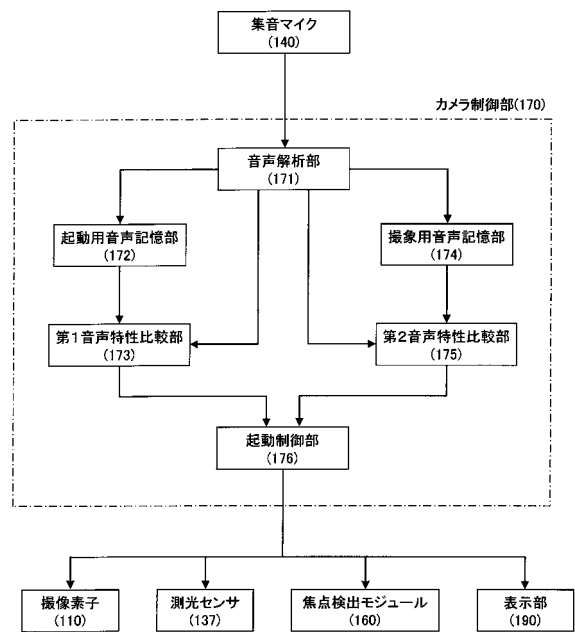 集音マイク
(140)
カメラ制御部(170)
音声解析部
(171)
起動用音声記憶部
(172)
撮象用音声記憶部
(174)
第1音声特性比較部
(173)
第2音声特性比較部
(175)
起動制御部
(176)
撮像素子
(110)
測光センサ
(137)
焦点検出モジュール
(160)
表示部
(190)